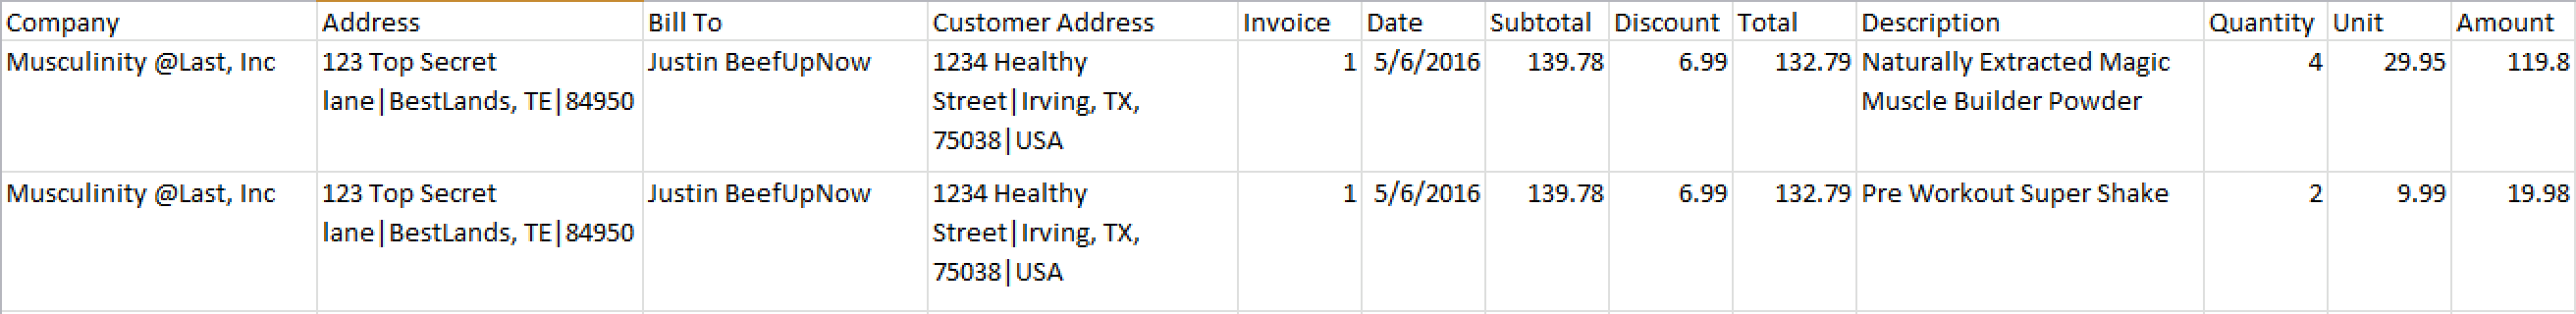 Company Address Bill To Customer Address Invoice Date Subtotal Discount Total Description Quantity Unit Amount
Musculinity @Last, Inc 123 Top Secret Justin BeefUpNow 1234 Healthy 1 5/6/2016 139.78 6.99 132.79 Naturally Extracted Magic 4 29.95 119.8
lane|BestLands, TE|84950 Street|Irving, TX, Muscle Builder Powder
75038|USA
Musculinity @Last, Inc 123 Top Secret Justin BeefUpNow 1234 Healthy 1 5/6/2016 139.78 6.99 132.79 Pre Workout Super Shake 2 9.99 19.98
lane|BestLands, TE|84950 Street|Irving, TX,
75038|USA